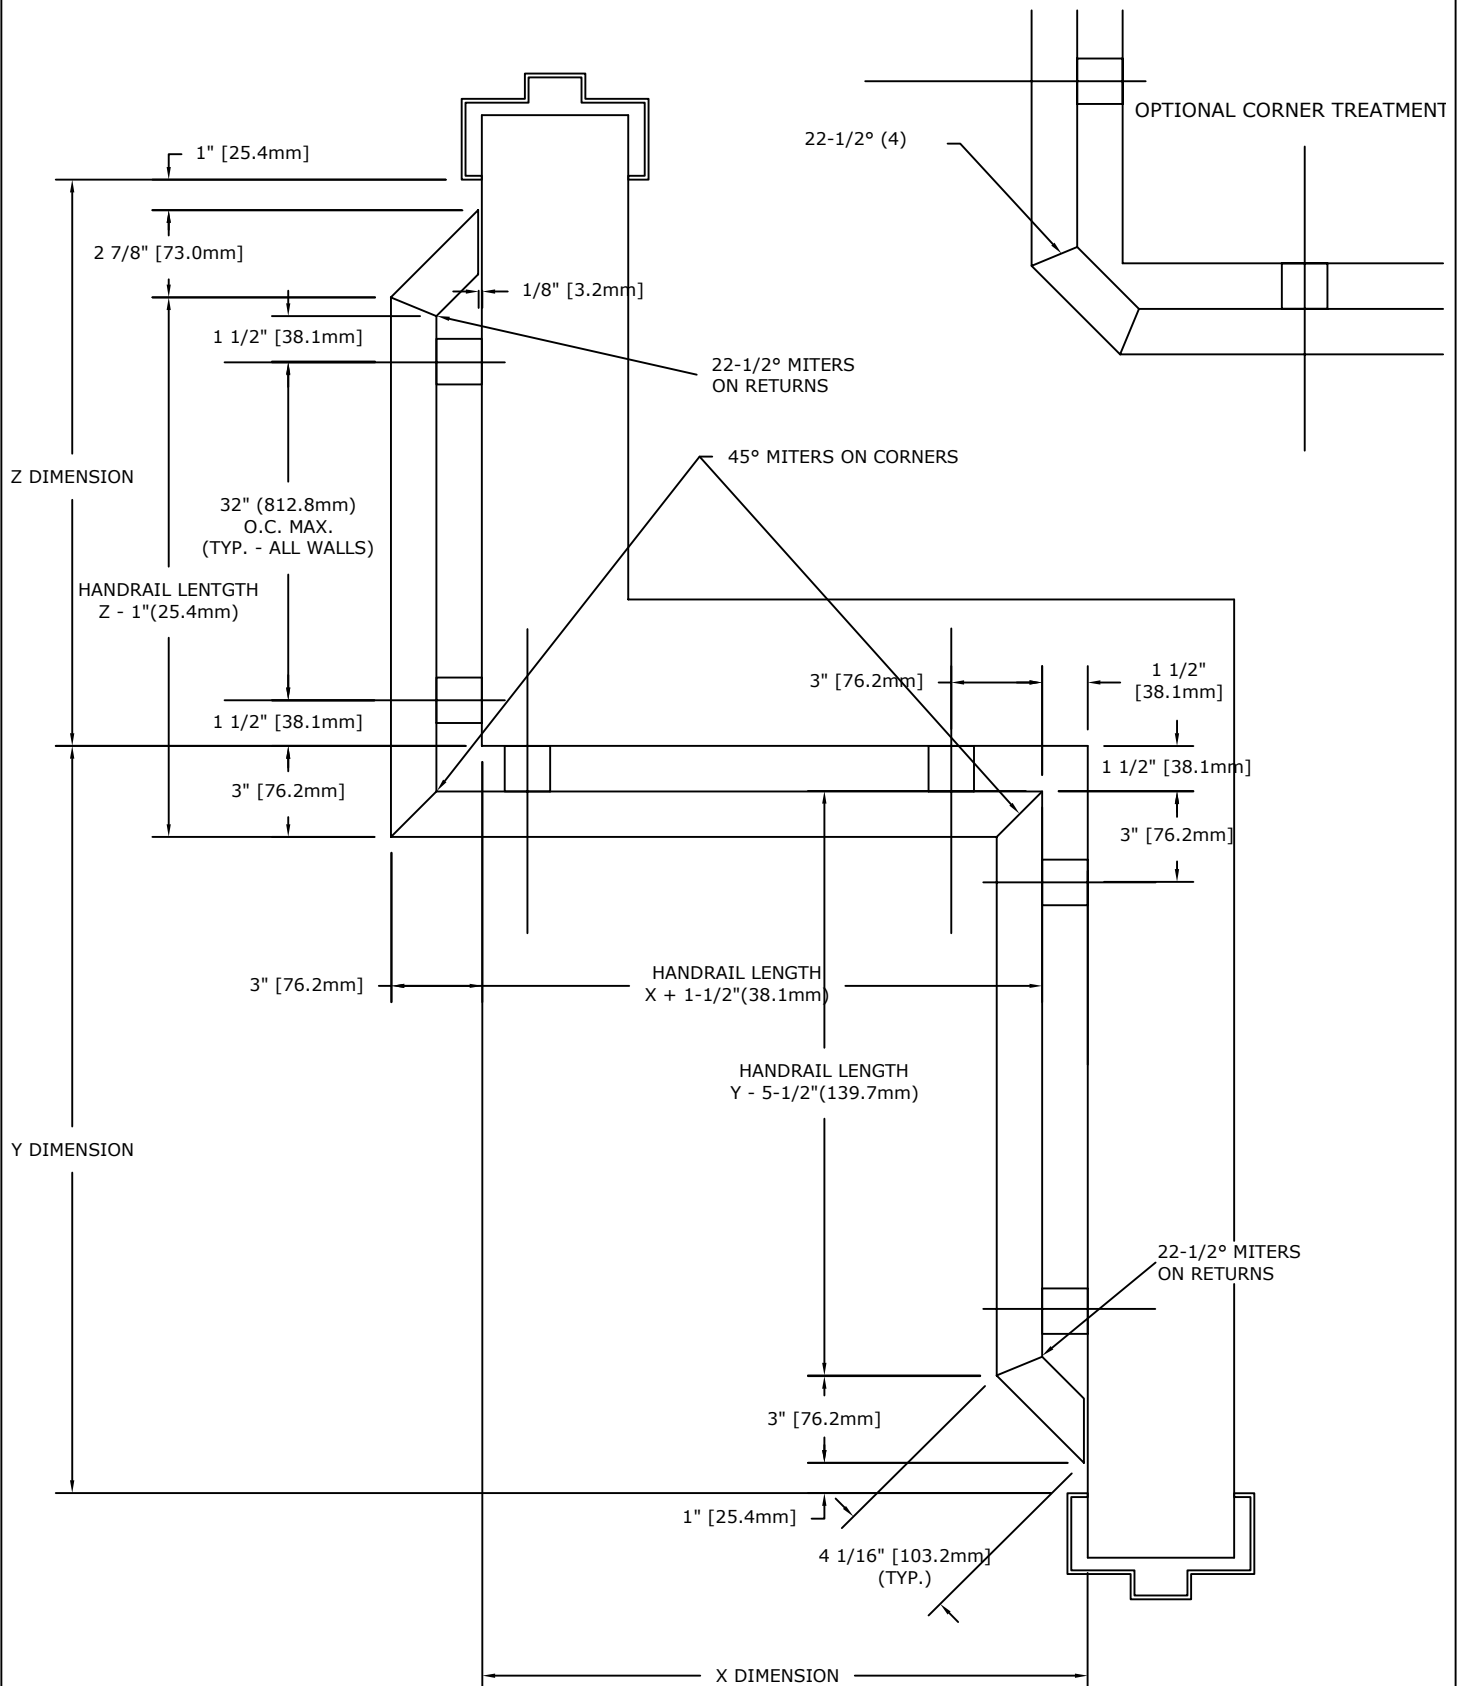 OPTIONAL CORNER TREATMENT
22-1/2° (4)
1" [25.4mm]
2 7/8" [73.0mm]
1/8" [3.2mm]
1 1/2" [38.1mm]
22-1/2° MITERS
ON RETURNS
45° MITERS ON CORNERS
Z DIMENSION
32" (812.8mm)
O.C. MAX.
(TYP. - ALL WALLS)
HANDRAIL LENTGTH
Z - 1"(25.4mm)
3" [76.2mm]
1 1/2"
[38.1mm]
1 1/2" [38.1mm]
1 1/2" [38.1mm]
3" [76.2mm]
3" [76.2mm]
3" [76.2mm]
HANDRAIL LENGTH
X + 1-1/2"(38.1mm)
HANDRAIL LENGTH
Y - 5-1/2"(139.7mm)
Y DIMENSION
22-1/2° MITERS
ON RETURNS
3" [76.2mm]
1" [25.4mm]
4 1/16" [103.2mm]
(TYP.)
X DIMENSION